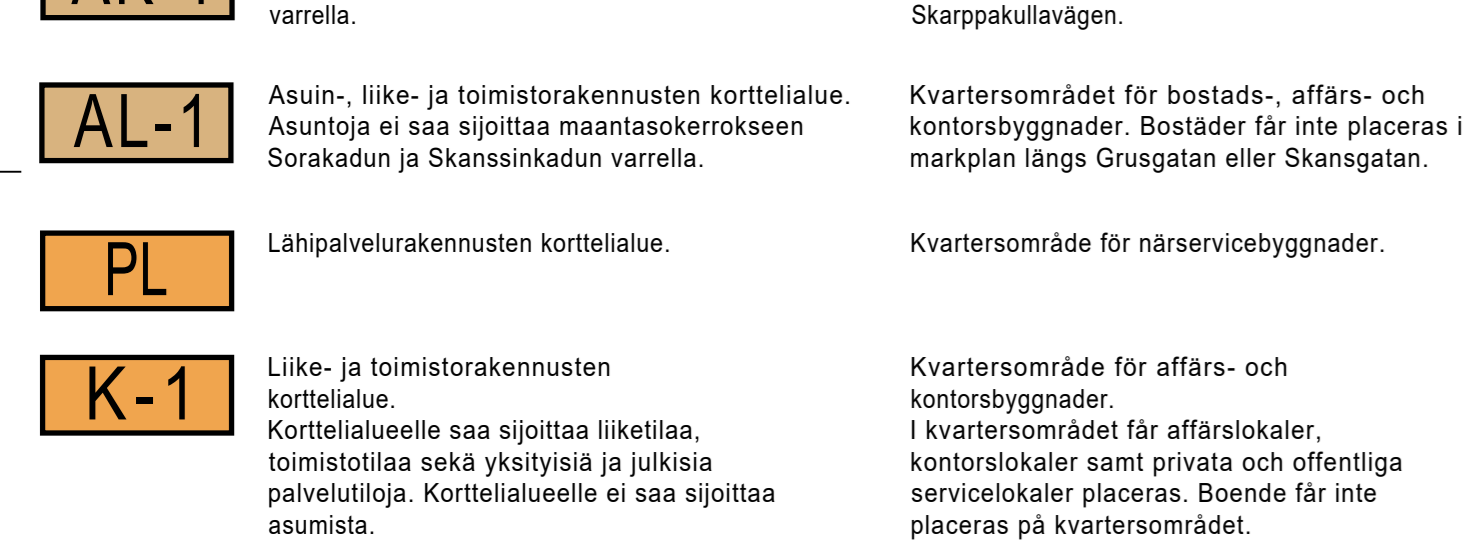 varrella.
Skarppakullavägen.
AL-1
Asuin-, liike- ja toimistorakennusten korttelialue.
Asuntoja ei saa sijoittaa maantasokerrokseen
Sorakadun ja Skanssinkadun varrella.
Kvartersområdet för bostads-, affärs- och
kontorsbyggnader. Bostäder får inte placeras i
markplan längs Grusgatan eller Skansgatan.
PL
Lähipalvelurakennusten korttelialue.
Kvartersområde för närservicebyggnader.
K-1
Liike- ja toimistorakennusten
korttelialue.
Korttelialueelle saa sijoittaa liiketilaa,
toimistotilaa sekä yksityisiä ja julkisia
palvelutiloja. Korttelialueelle ei saa sijoittaa
asumista.
Kvartersområde för affärs- och
kontorsbyggnader.
I kvartersområdet får affärslokaler,
kontorslokaler samt privata och offentliga
servicelokaler placeras. Boende får inte
placeras på kvartersområdet.